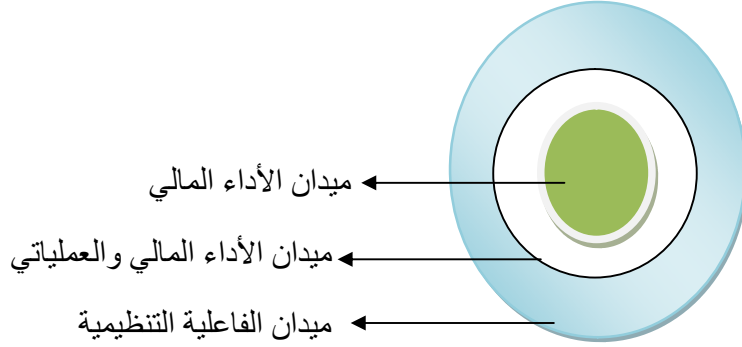 ميدان الأداء المالي
ميدان الأداء المالي والعملياتي
ميدان الفاعلية التنظيمية